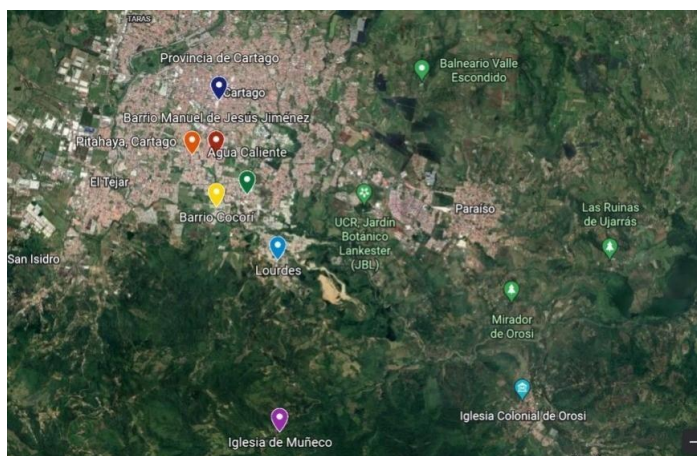 TARAS
Provincia de Cartago
Balneario Valle
Escondido
Cartago
Barrio Manuel de Jesús Jiménez
Pitahaya, Cartago
Agua Caliente
El Tejar
Paraíso
Las Ruinas
de Ujarrás
Barrio Cocorí
UCR, Jardín
Botánico
Lankester
(JBL)
San Isidro
Lourdes
Mirador
de Orosi
Iglesia Colonial de Orosi
Iglesia de Muñeco